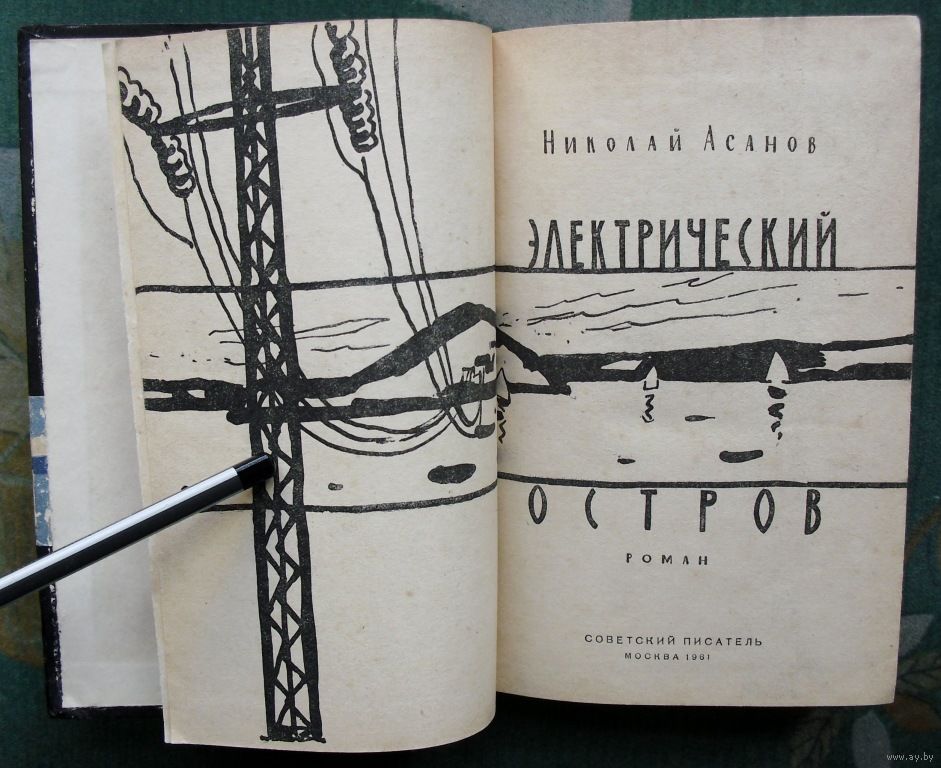 Николай Асанов
ЭЛЕКТРИЧЕСКИЙ
ОСТРОВ
РОМАН
СОВЕТСКИЙ ПИСАТЕЛЬ
МОСКВА 1961
www.ay.by